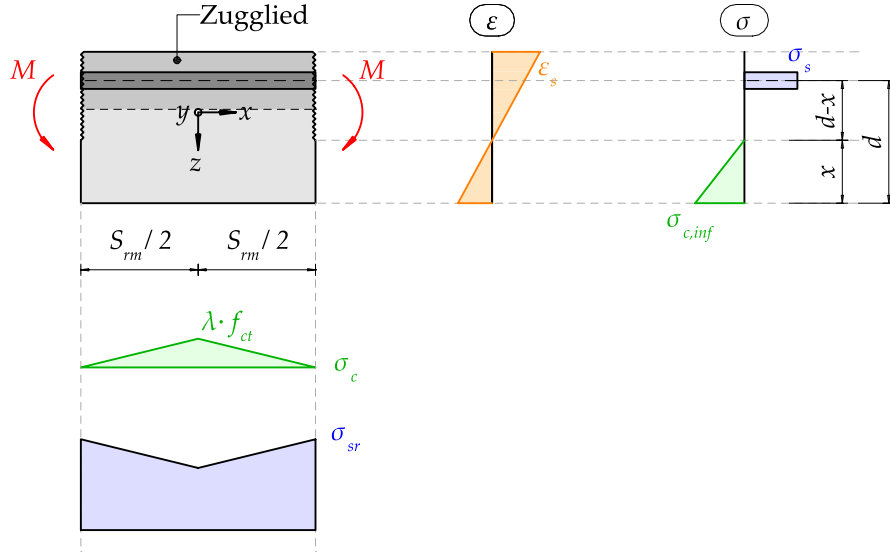 Zugglied
ε
σ
M
M
ε_s
σ_s
y
x
z
d-x
d
x
σ_c,inf
S_rm / 2
S_rm / 2
λ· f_ct
σ_c
σ_sr